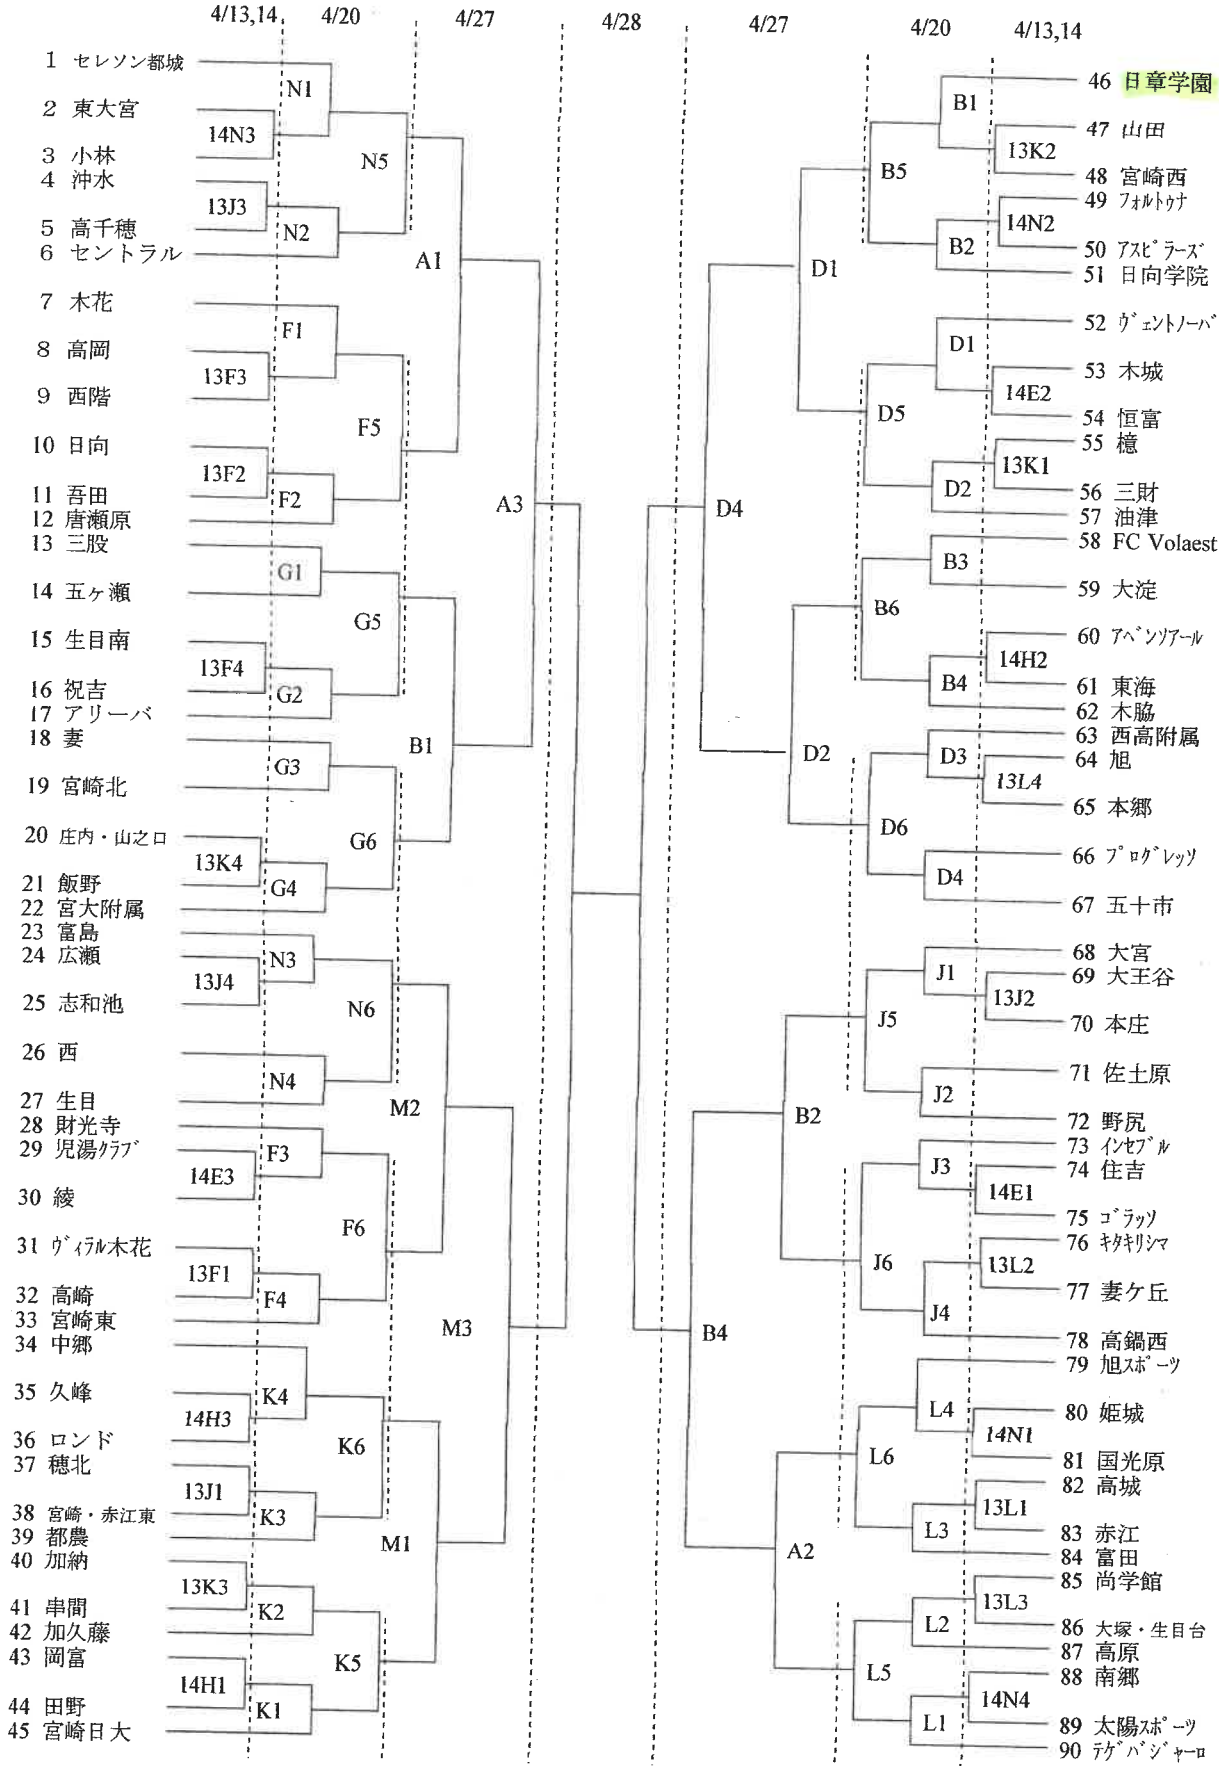 4/13,14 4/20 4/27 4/28 4/27 4/20 4/13,14
1 セレソン都城
N1
2 東大宮
14N3
3 小林
N5
4 沖水
13J3
5 高千穂
N2
6 セントラル
A1
7 木花
F1
8 高岡
13F3
9 西階
F5
10 日向
13F2
11 吾田
F2
12 唐瀬原
A3
13 三股
G1
14 五ヶ瀬
G5
15 生目南
13F4
16 祝吉
G2
17 アリーバ
18 妻
B1
G3
19 宮崎北
20 庄内・山之口
G6
13K4
21 飯野
G4
22 宮大附属
23 富島
24 広瀬
N3
13J4
25 志和池
N6
26 西
N4
27 生目
M2
28 財光寺
29 児湯クラブ
F3
14E3
30 綾
F6
31 ヴィラル木花
13F1
32 高崎
F4
33 宮崎東
M3
34 中郷
35 久峰
K4
14H3
36 ロンド
K6
37 穂北
13J1
38 宮崎・赤江東
K3
39 都農
M1
40 加納
13K3
41 串間
K2
42 加久藤
43 岡富
K5
14H1
44 田野
K1
45 宮崎日大
46 日章学園
B1
47 山田
13K2
48 宮崎西
B5
49 フォルトゥナ
14N2
50 アスピラーズ
B2
51 日向学院
D1
52 ヴェントノーバ
D1
53 木城
14E2
54 恒富
D5
55 檍
13K1
56 三財
D2
57 油津
D4
58 FC Volaest
B3
59 大淀
B6
60 アベンソアール
14H2
61 東海
B4
62 木脇
63 西高附属
D2
D3
64 旭
13L4
65 本郷
D6
66 プログレッソ
D4
67 五十市
68 大宮
J1
69 大王谷
13J2
70 本庄
J5
71 佐土原
J2
72 野尻
B2
73 インセブル
J3
74 住吉
14E1
75 ゴラッソ
76 キタキリシマ
J6
13L2
77 妻ケ丘
J4
78 高鍋西
B4
79 旭スポーツ
L4
80 姫城
14N1
81 国光原
L6
82 高城
13L1
83 赤江
L3
84 富田
A2
85 尚学館
13L3
86 大塚・生目台
L2
87 高原
88 南郷
L5
14N4
89 太陽スポーツ
L1
90 テゲバジャーロ